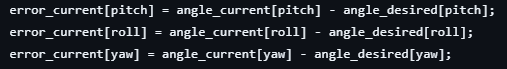 error_current[pitch] = angle_current[pitch] - angle_desired[pitch];
error_current[roll] = angle_current[roll] - angle_desired[roll];
error_current[yaw] = angle_current[yaw] - angle_desired[yaw];